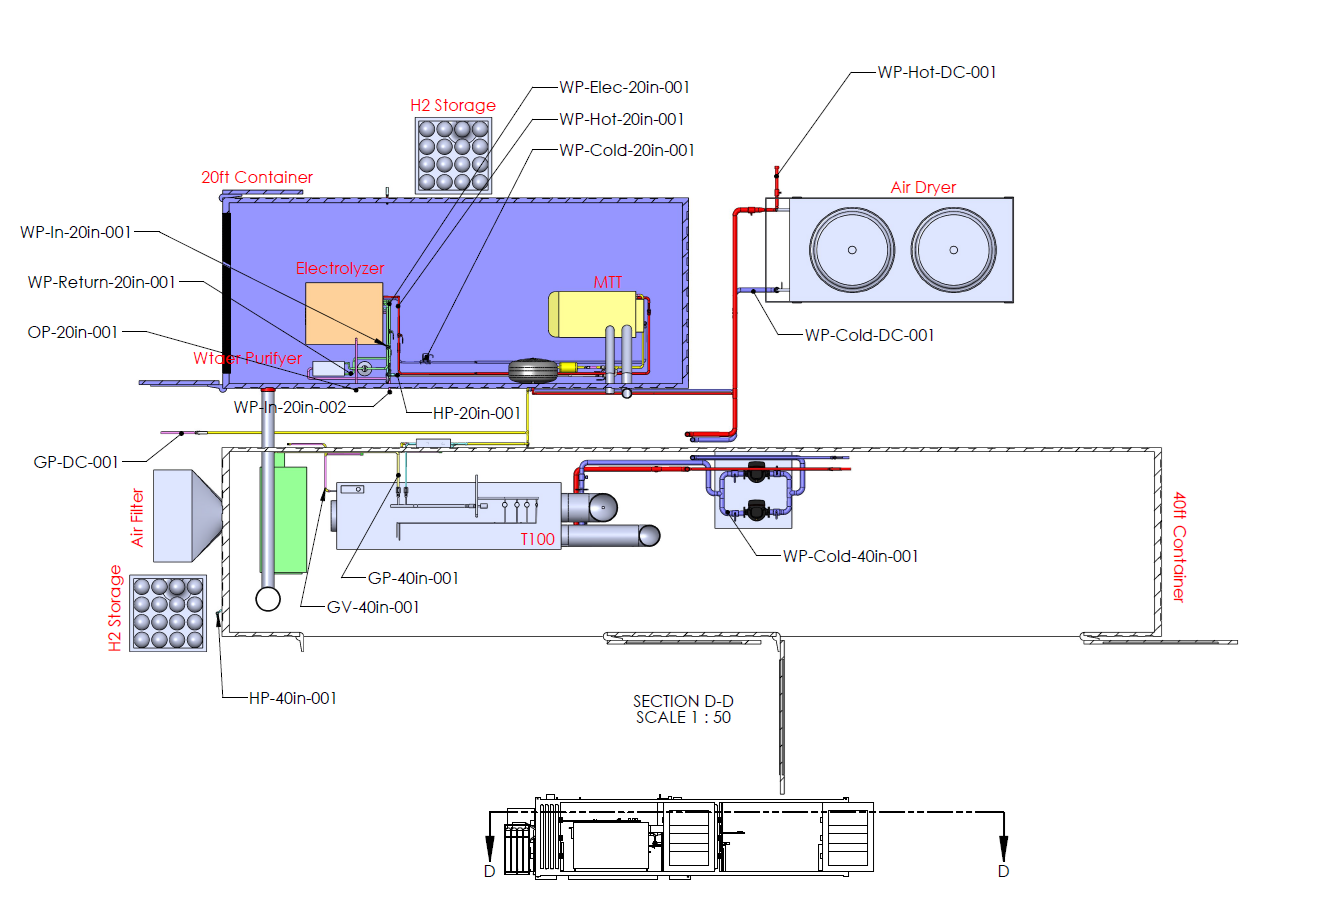 WP-Hot-DC-001
WP-Elec-20in-001
H2 Storage
WP-Hot-20in-001
WP-Cold-20in-001
20ft Container
Air Dryer
WP-In-20in-001
Electrolyzer
WP-Return-20in-001
MTT
OP-20in-001
WP-Cold-DC-001
Wtaer Purifyer
WP-In-20in-002
HP-20in-001
GP-DC-001
Air Filter
T100
40ft Container
WP-Cold-40in-001
GP-40in-001
GV-40in-001
H2 Storage
HP-40in-001
SECTION D-D
SCALE 1 : 50
D
D